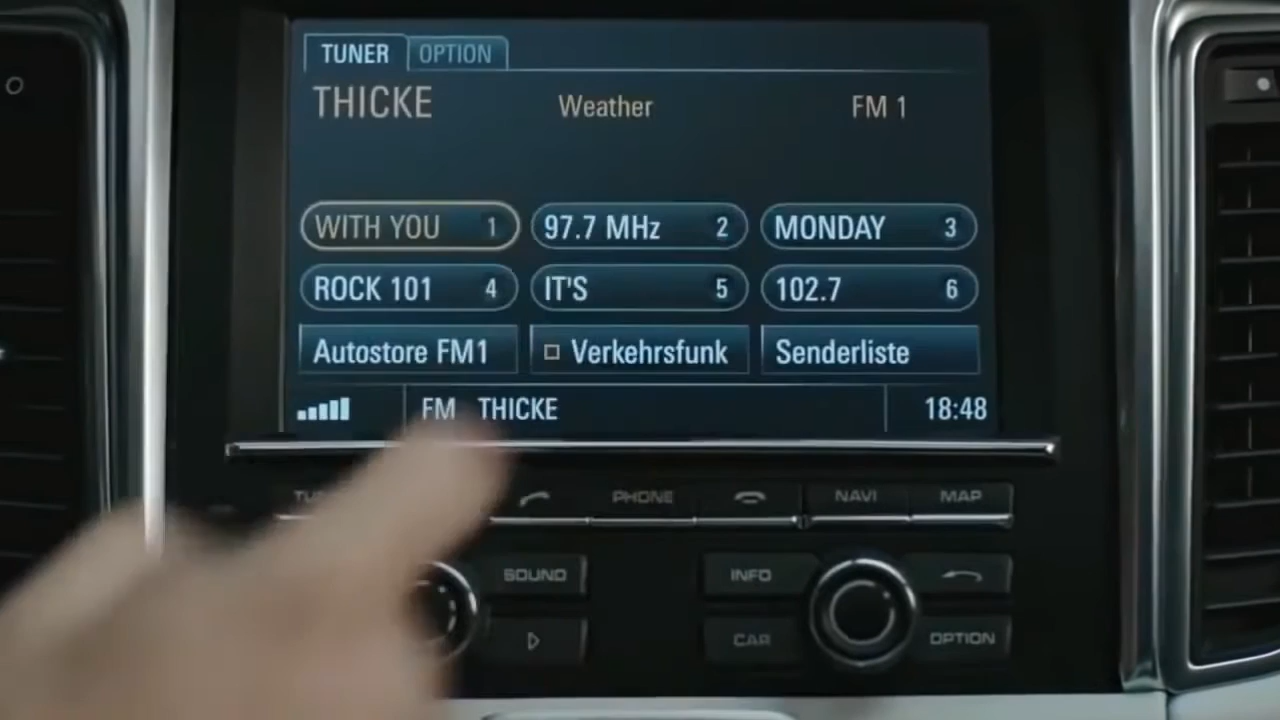 TUNER OPTION
THICKE Weather FM 1
WITH YOU 1 97.7 MHz 2 MONDAY 3
ROCK 101 4 IT'S 5 102.7 6
Autostore FM1 Verkehrsfunk Senderliste
FM THICKE 18:48
PHONE NAVI MAP
SOUND INFO
CAR OPTION